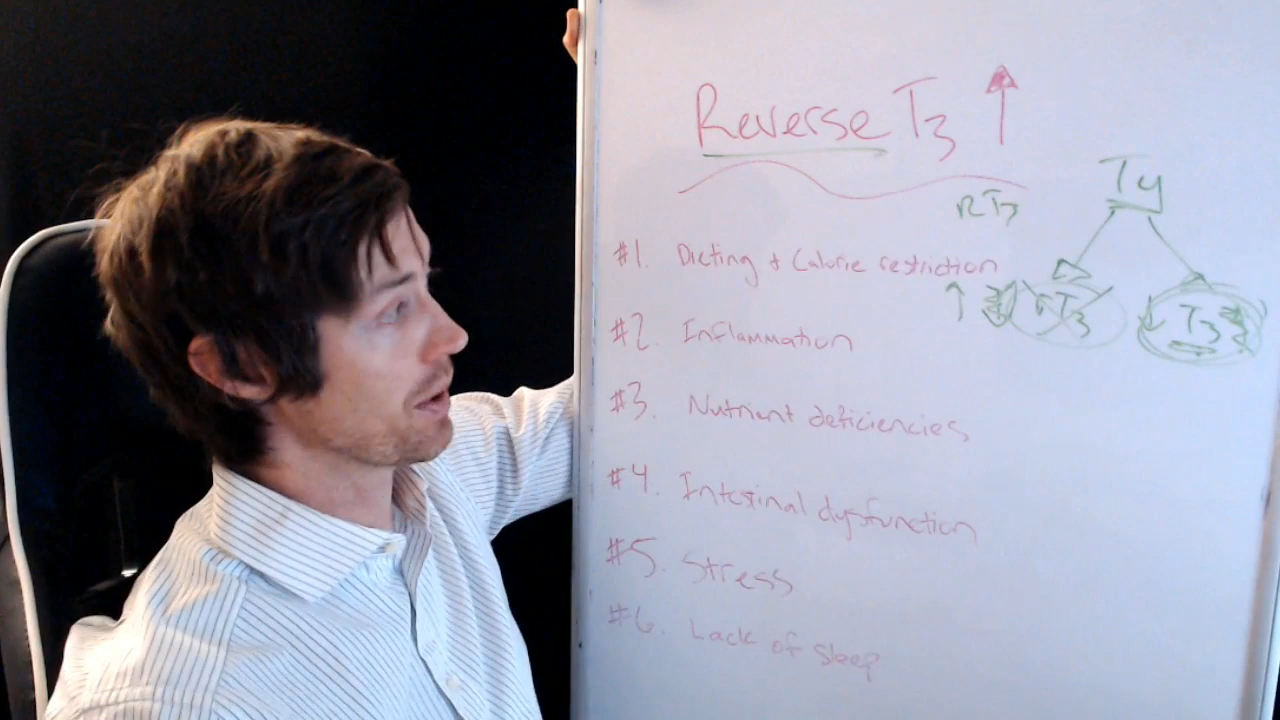 Reverse T3 ↑
T4
RT3
#1. Dieting + Calorie restriction
↑ rT3 T3
#2. Inflammation
#3. Nutrient deficiencies
#4. Intestinal dysfunction
#5. Stress
#6. Lack of sleep